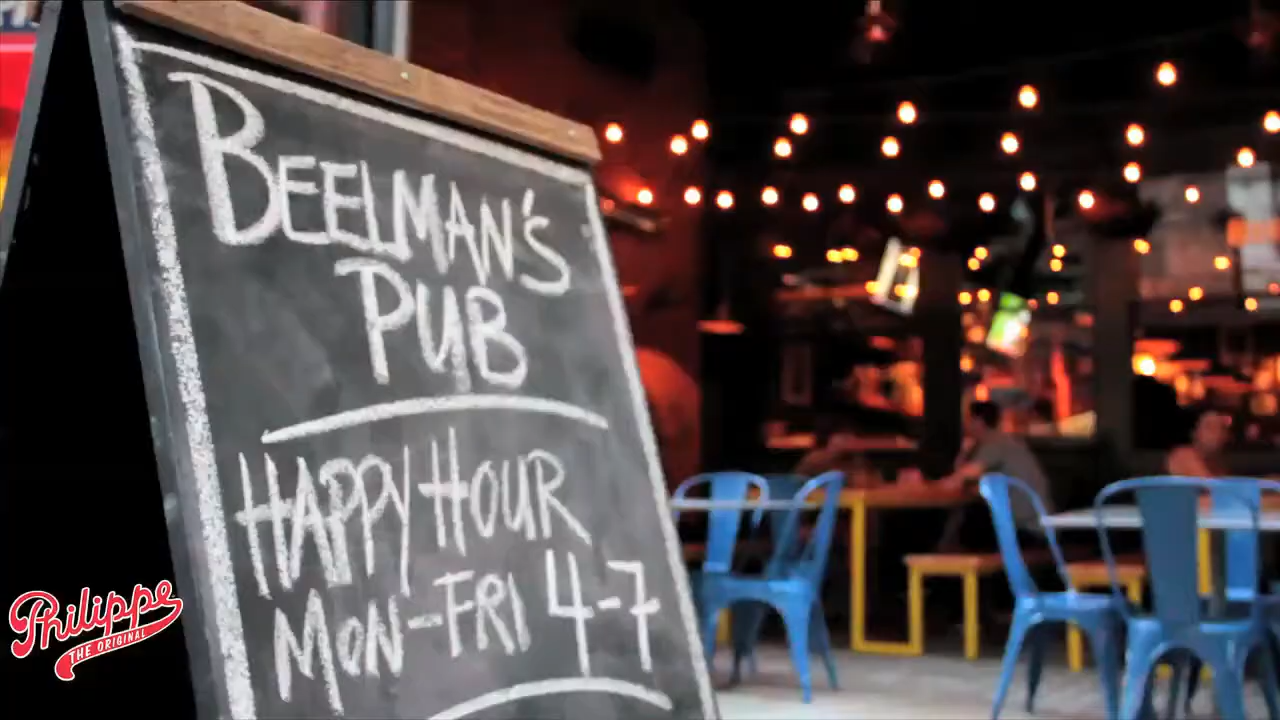 BEELMAN'S
PUB
HAPPY HOUR
MON-FRI 4-7
Philippe
THE ORIGINAL